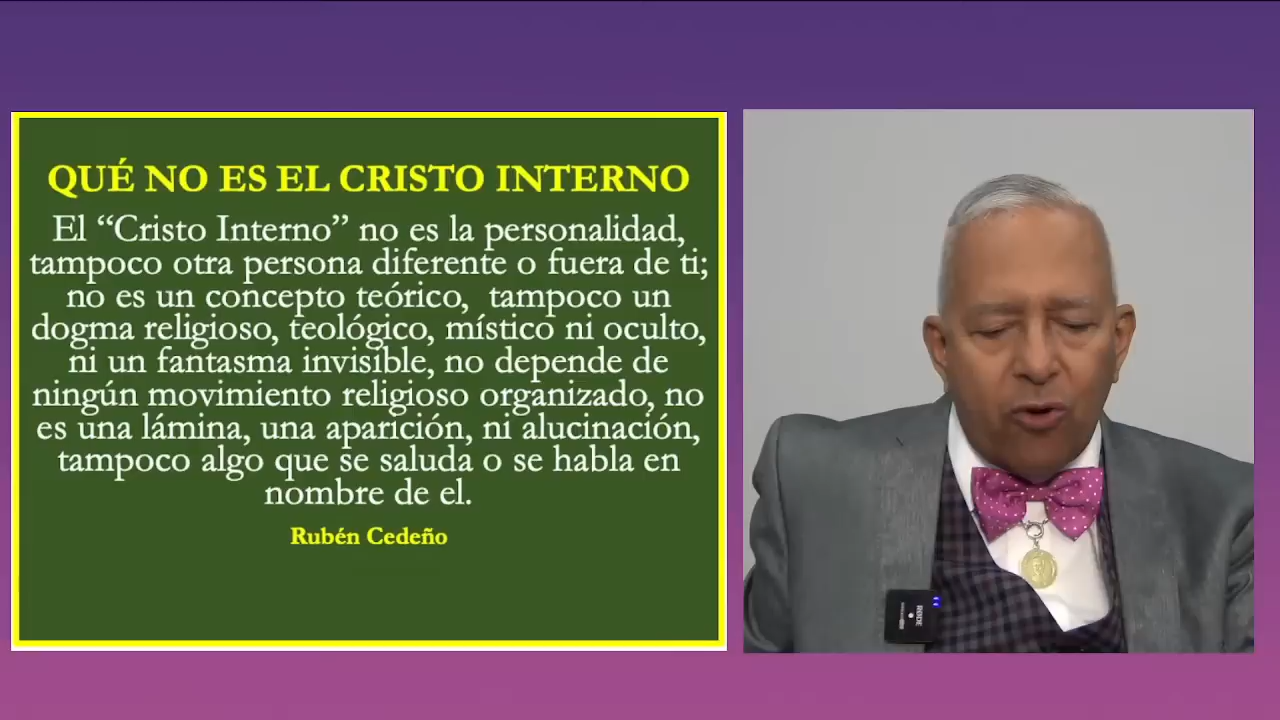 QUÉ NO ES EL CRISTO INTERNO
El “Cristo Interno” no es la personalidad,
tampoco otra persona diferente o fuera de ti;
no es un concepto teórico,  tampoco un
dogma religioso, teológico, místico ni oculto,
ni un fantasma invisible, no depende de
ningún movimiento religioso organizado, no
es una lámina, una aparición, ni alucinación,
tampoco algo que se saluda o se habla en
nombre de el.
Rubén Cedeño
RØDE